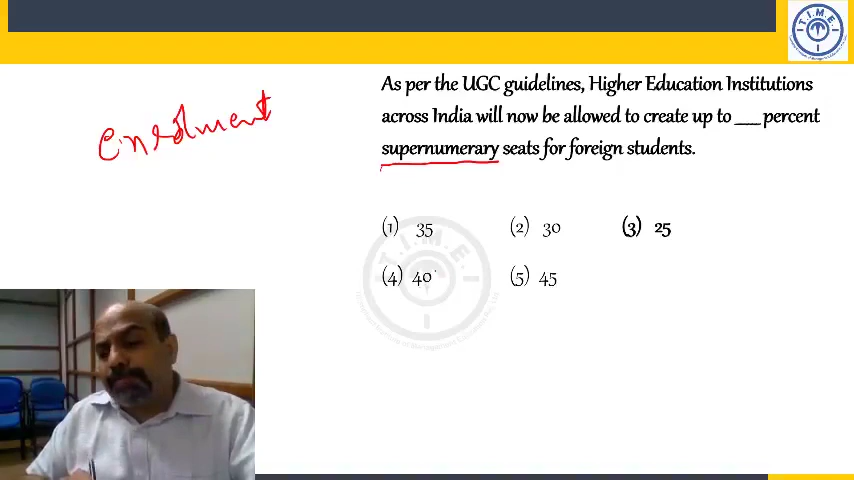 T.I.M.E.
As per the UGC guidelines, Higher Education Institutions
across India will now be allowed to create up to ___ percent
supernumerary seats for foreign students.
enrolment
(1) 35 (2) 30 (3) 25
(4) 40 (5) 45
T.I.M.E.